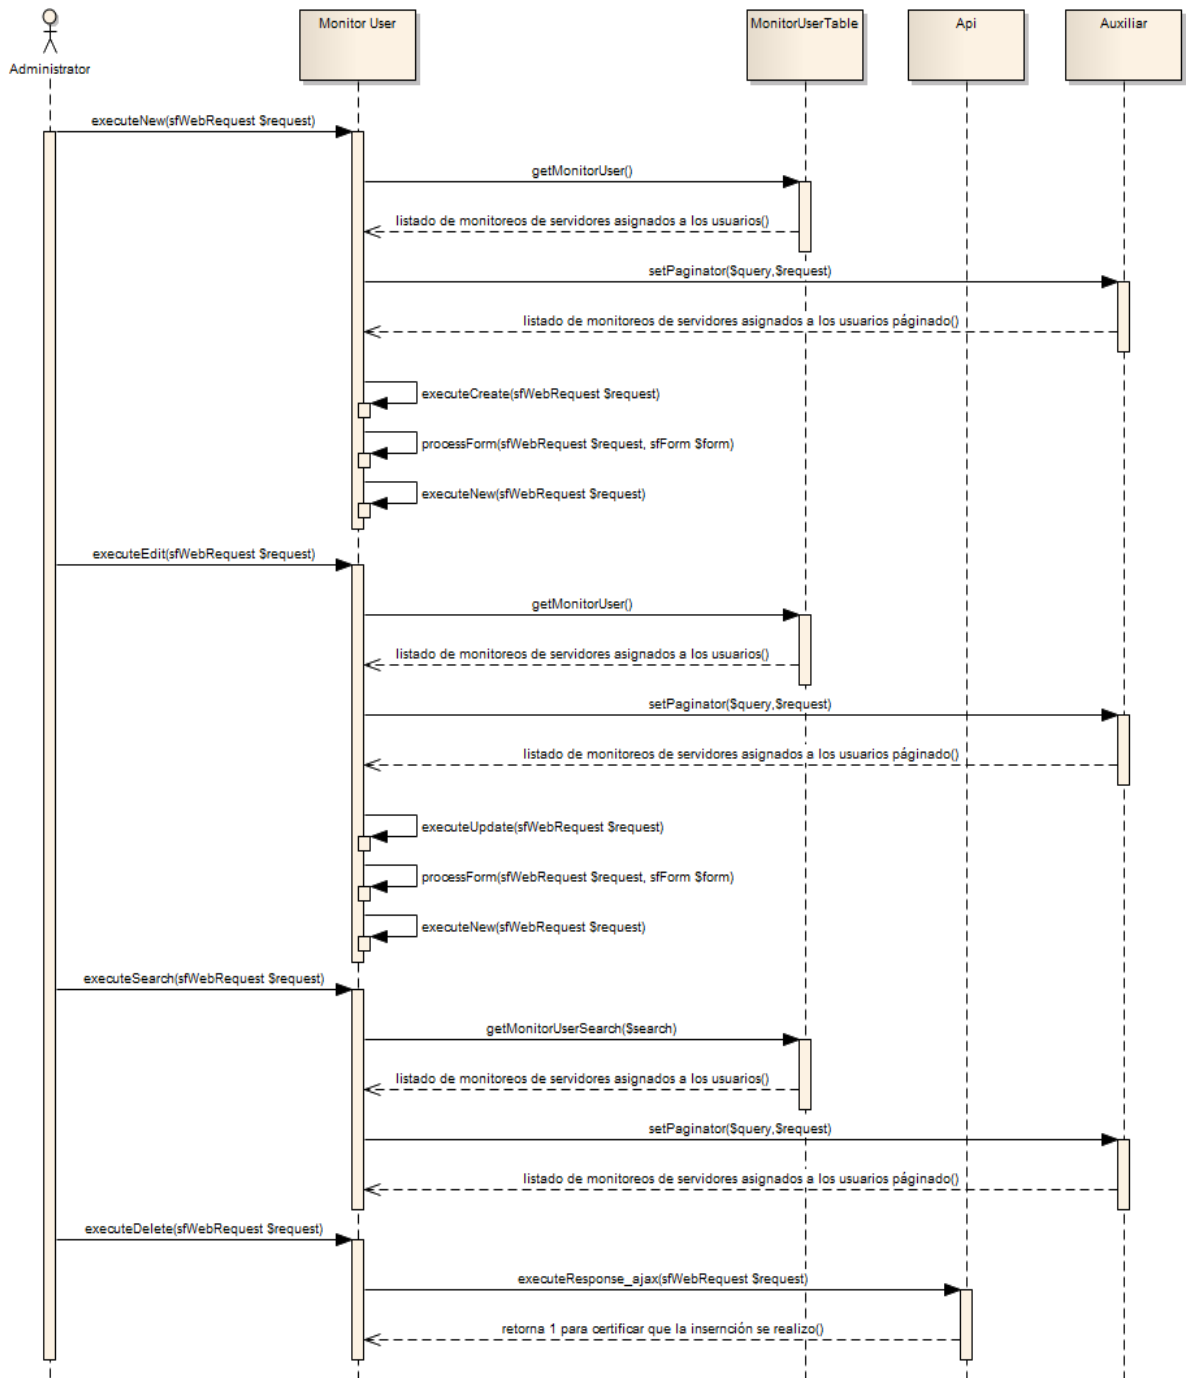 Administrator
Monitor User
MonitorUserTable
Api
Auxiliar
executeNew(sfWebRequest $request)
getMonitorUser()
listado de monitoreos de servidores asignados a los usuarios()
setPaginator($query,$request)
listado de monitoreos de servidores asignados a los usuarios páginado()
executeCreate(sfWebRequest $request)
processForm(sfWebRequest $request, sfForm $form)
executeNew(sfWebRequest $request)
executeEdit(sfWebRequest $request)
getMonitorUser()
listado de monitoreos de servidores asignados a los usuarios()
setPaginator($query,$request)
listado de monitoreos de servidores asignados a los usuarios páginado()
executeUpdate(sfWebRequest $request)
processForm(sfWebRequest $request, sfForm $form)
executeNew(sfWebRequest $request)
executeSearch(sfWebRequest $request)
getMonitorUserSearch($search)
listado de monitoreos de servidores asignados a los usuarios()
setPaginator($query,$request)
listado de monitoreos de servidores asignados a los usuarios páginado()
executeDelete(sfWebRequest $request)
executeResponse_ajax(sfWebRequest $request)
retorna 1 para certificar que la insernción se realizo()